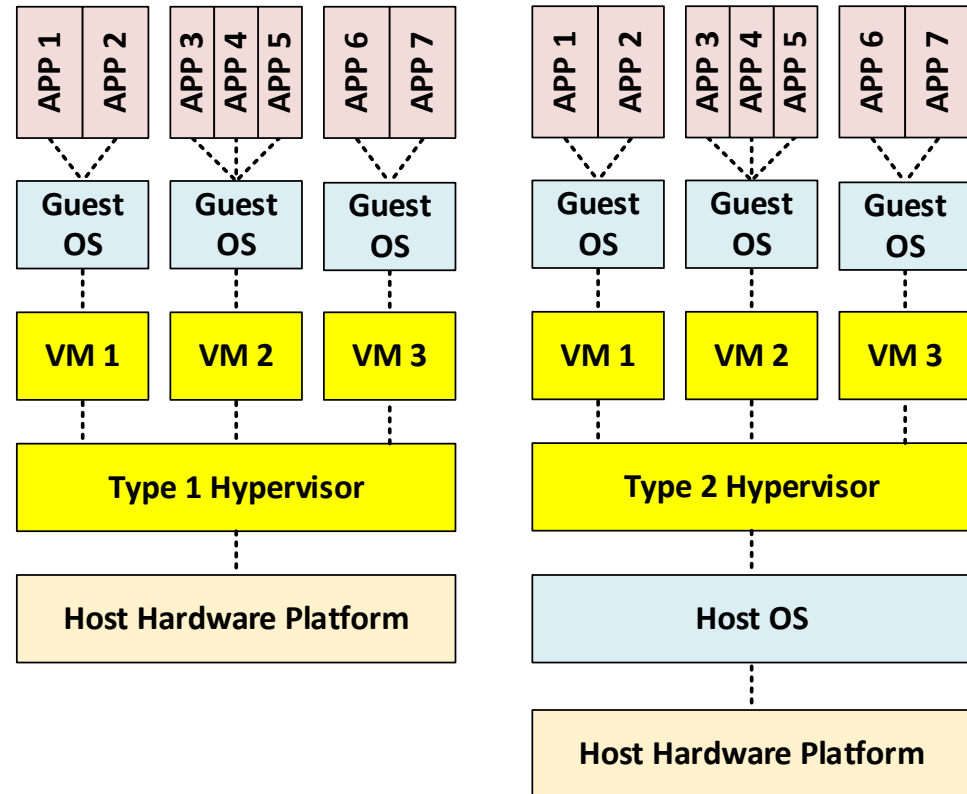 APP 1
APP 2
APP 3
APP 4
APP 5
APP 6
APP 7
Guest
OS
Guest
OS
Guest
OS
VM 1
VM 2
VM 3
Type 1 Hypervisor
Host Hardware Platform
APP 1
APP 2
APP 3
APP 4
APP 5
APP 6
APP 7
Guest
OS
Guest
OS
Guest
OS
VM 1
VM 2
VM 3
Type 2 Hypervisor
Host OS
Host Hardware Platform